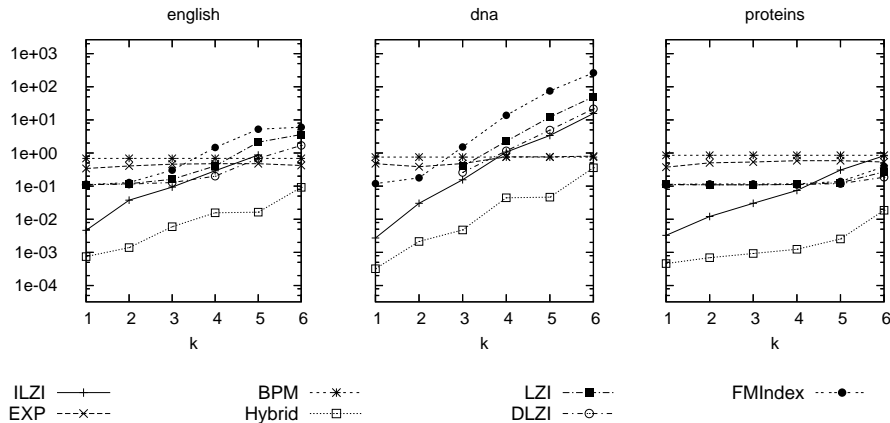 english dna proteins
1e+03
1e+02
1e+01
1e+00
1e-01
1e-02
1e-03
1e-04
1 2 3 4 5 6 1 2 3 4 5 6 1 2 3 4 5 6
k k k
ILZI BPM LZI FMIndex
EXP Hybrid DLZI